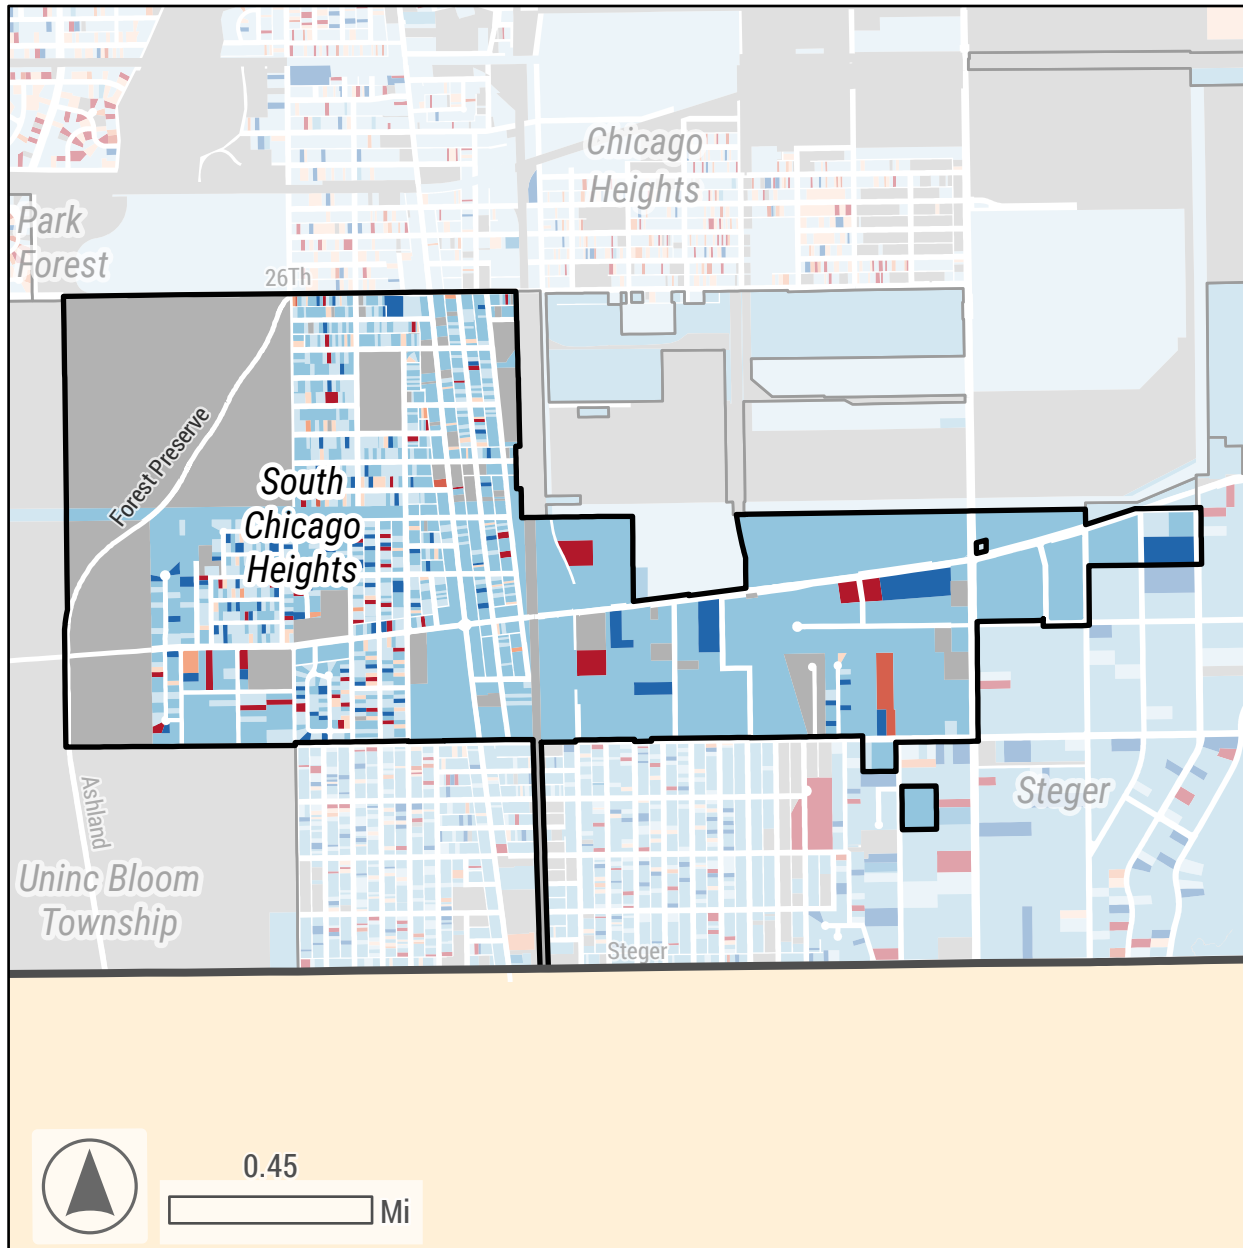 Chicago
Heights
Park
Forest
26Th
Forest Preserve
South
Chicago
Heights
Ashland
Steger
Uninc Bloom
Township
Steger
0.45
Mi